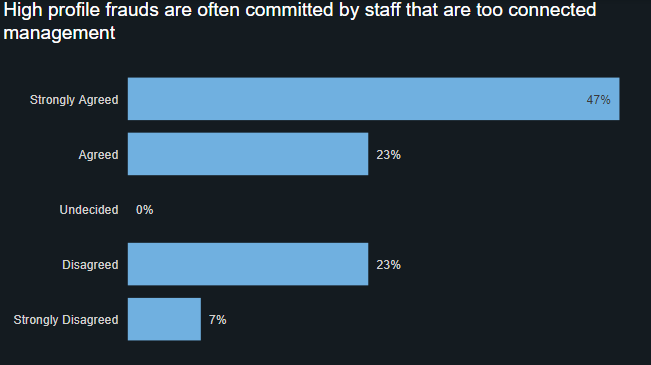 High profile frauds are often committed by staff that are too connected
management
Strongly Agreed 47%
Agreed 23%
Undecided 0%
Disagreed 23%
Strongly Disagreed 7%